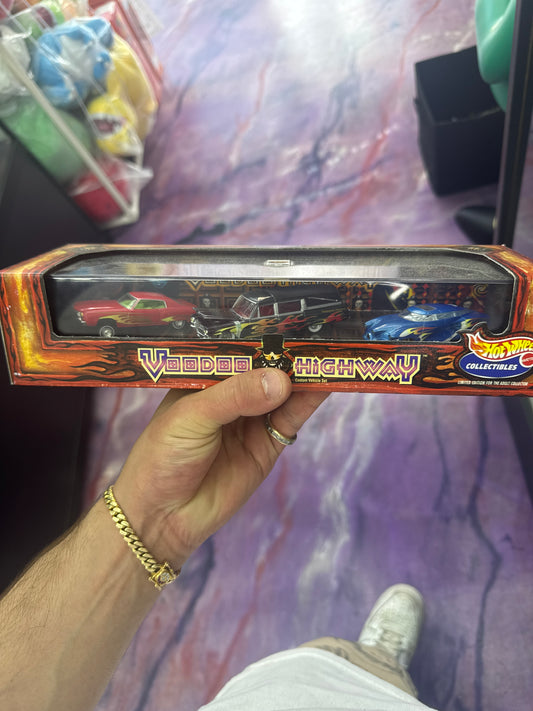 VOODOO HIGHWAY
Custom Vehicle Set
HOT WHEELS
COLLECTIBLES
LIMITED EDITION FOR THE ADULT COLLECTOR